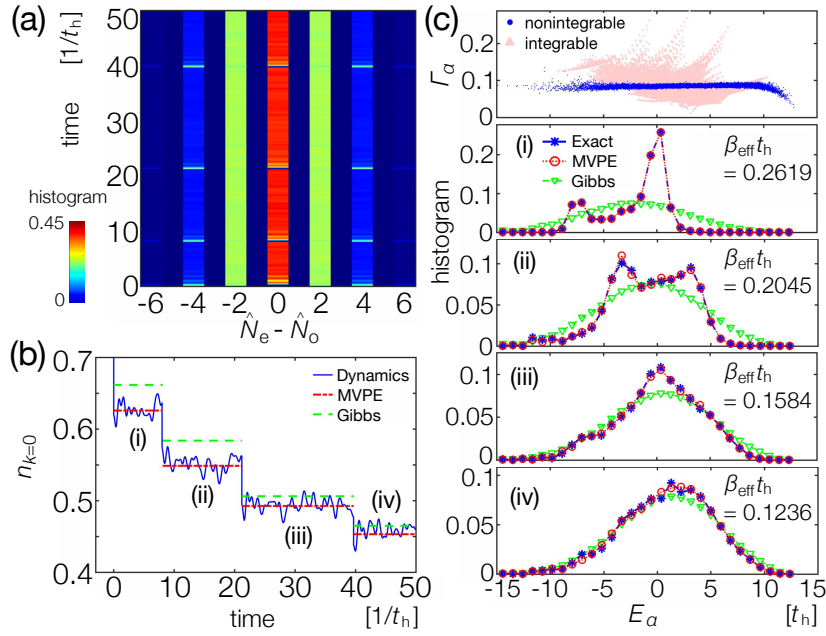 (a)
[1/t_h]
time
50
40
30
20
10
0
histogram
0.45
0
-6 -4 -2 0 2 4 6
N̂_e - N̂_o
(b)
n_{k=0}
0.7
0.6
0.5
0.4
Dynamics
MVPE
Gibbs
(i)
(ii)
(iii)
(iv)
0 10 20 30 40 50
time [1/t_h]
(c)
nonintegrable
integrable
Γ_α
0.2
0.1
0
histogram
(i)
Exact
MVPE
Gibbs
β_eff t_h
= 0.2619
0.2
0.1
0
(ii)
β_eff t_h
= 0.2045
0.1
0.05
0
(iii)
β_eff t_h
= 0.1584
0.1
0.05
0
(iv)
β_eff t_h
= 0.1236
0.1
0.05
0
-15 -10 -5 0 5 10 15
E_α [t_h]